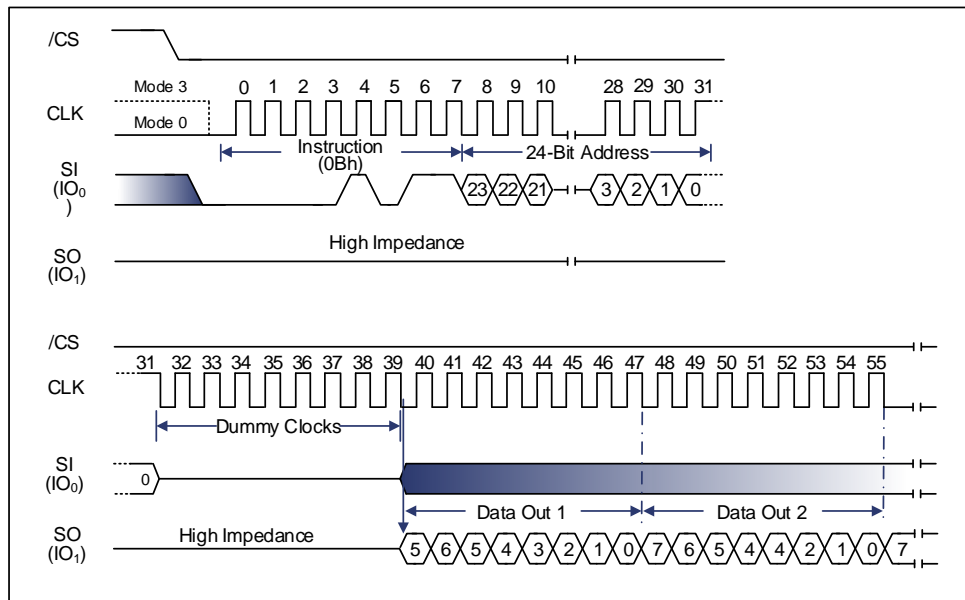 /CS
Mode 3
0 1 2 3 4 5 6 7 8 9 10 28 29 30 31
CLK
Mode 0
Instruction
(0Bh)
24-Bit Address
SI
(IO0
)
23 22 21 3 2 1 0
High Impedance
SO
(IO1)
/CS
31 32 33 34 35 36 37 38 39 40 41 42 43 44 45 46 47 48 49 50 51 52 53 54 55
CLK
Dummy Clocks
SI
(IO0)
0
Data Out 1 Data Out 2
High Impedance
SO
(IO1)
5 6 5 4 3 2 1 0 7 6 5 4 4 2 1 0 7